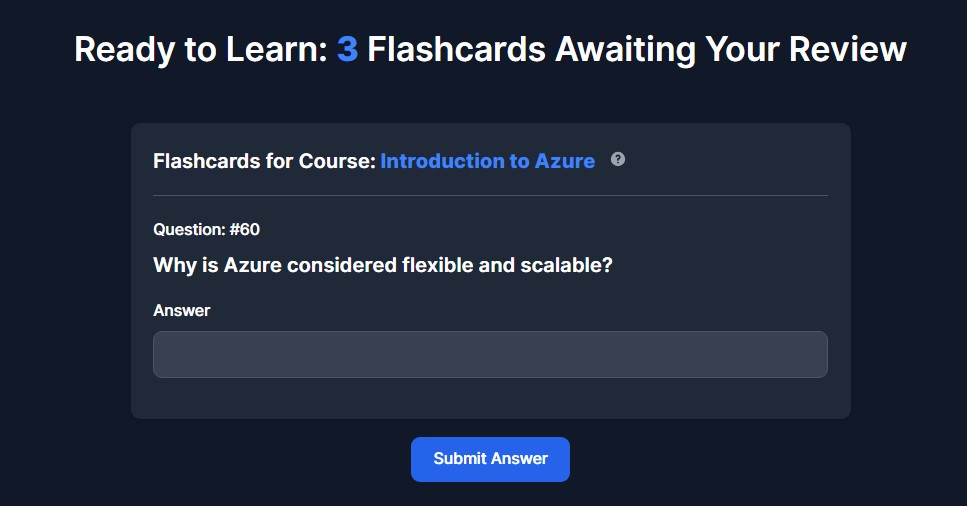 Ready to Learn: 3 Flashcards Awaiting Your Review
Flashcards for Course: Introduction to Azure ?
Question: #60
Why is Azure considered flexible and scalable?
Answer
Submit Answer